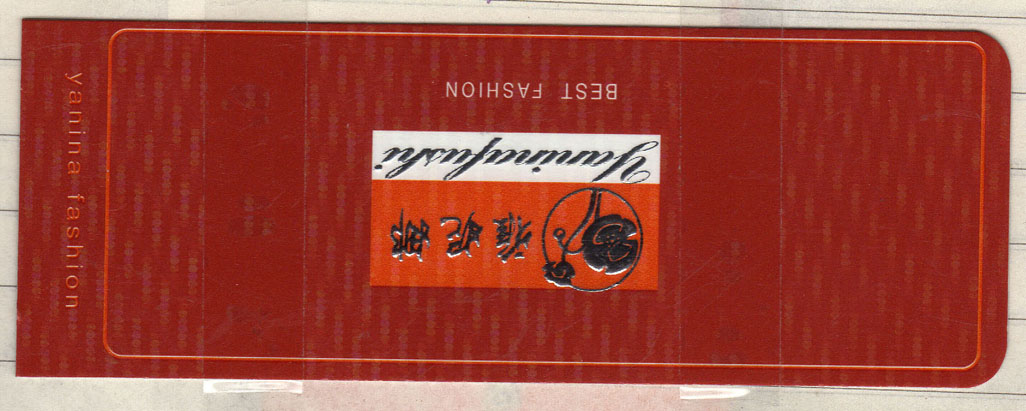 BEST FASHION
Yaninafushi
雅妮娜
yanina fashion